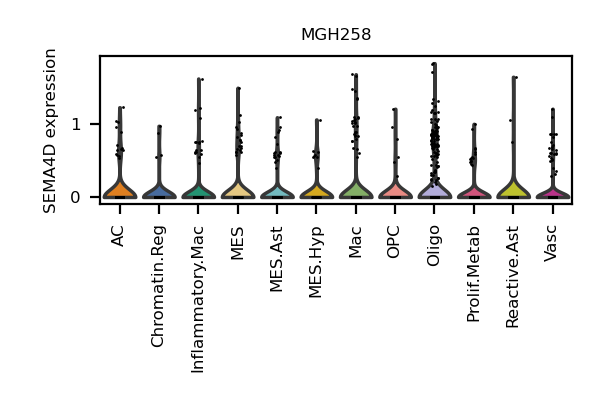 MGH258
SEMA4D expression
1
0
AC
Chromatin.Reg
Inflammatory.Mac
MES
MES.Ast
MES.Hyp
Mac
OPC
Oligo
Prolif.Metab
Reactive.Ast
Vasc